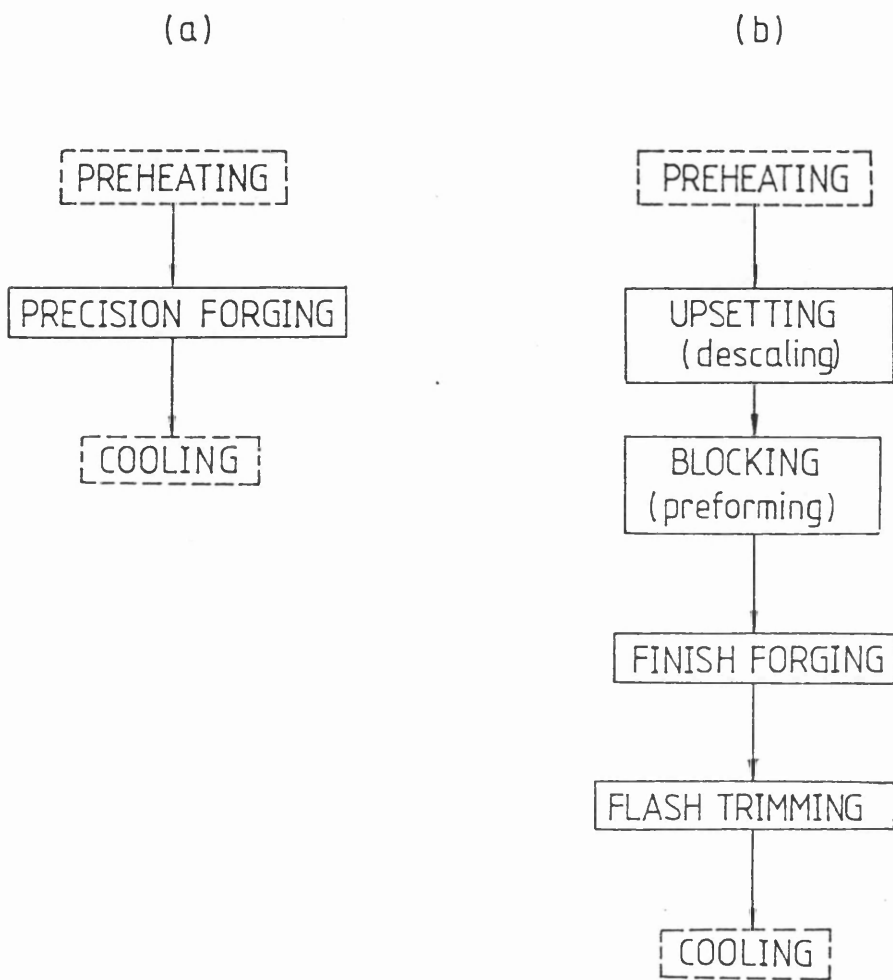 (a)
PREHEATING
PRECISION FORGING
COOLING
(b)
PREHEATING
UPSETTING
(descaling)
BLOCKING
(preforming)
FINISH FORGING
FLASH TRIMMING
COOLING